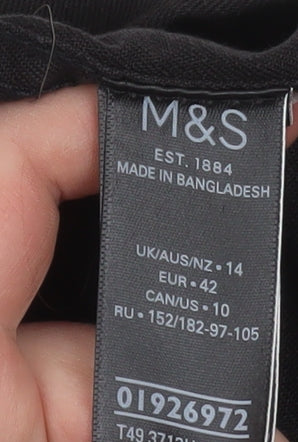 M&S
EST. 1884
MADE IN BANGLADESH
UK/AUS/NZ • 14
EUR • 42
CAN/US • 10
RU • 152/182-97-105
01926972
T49